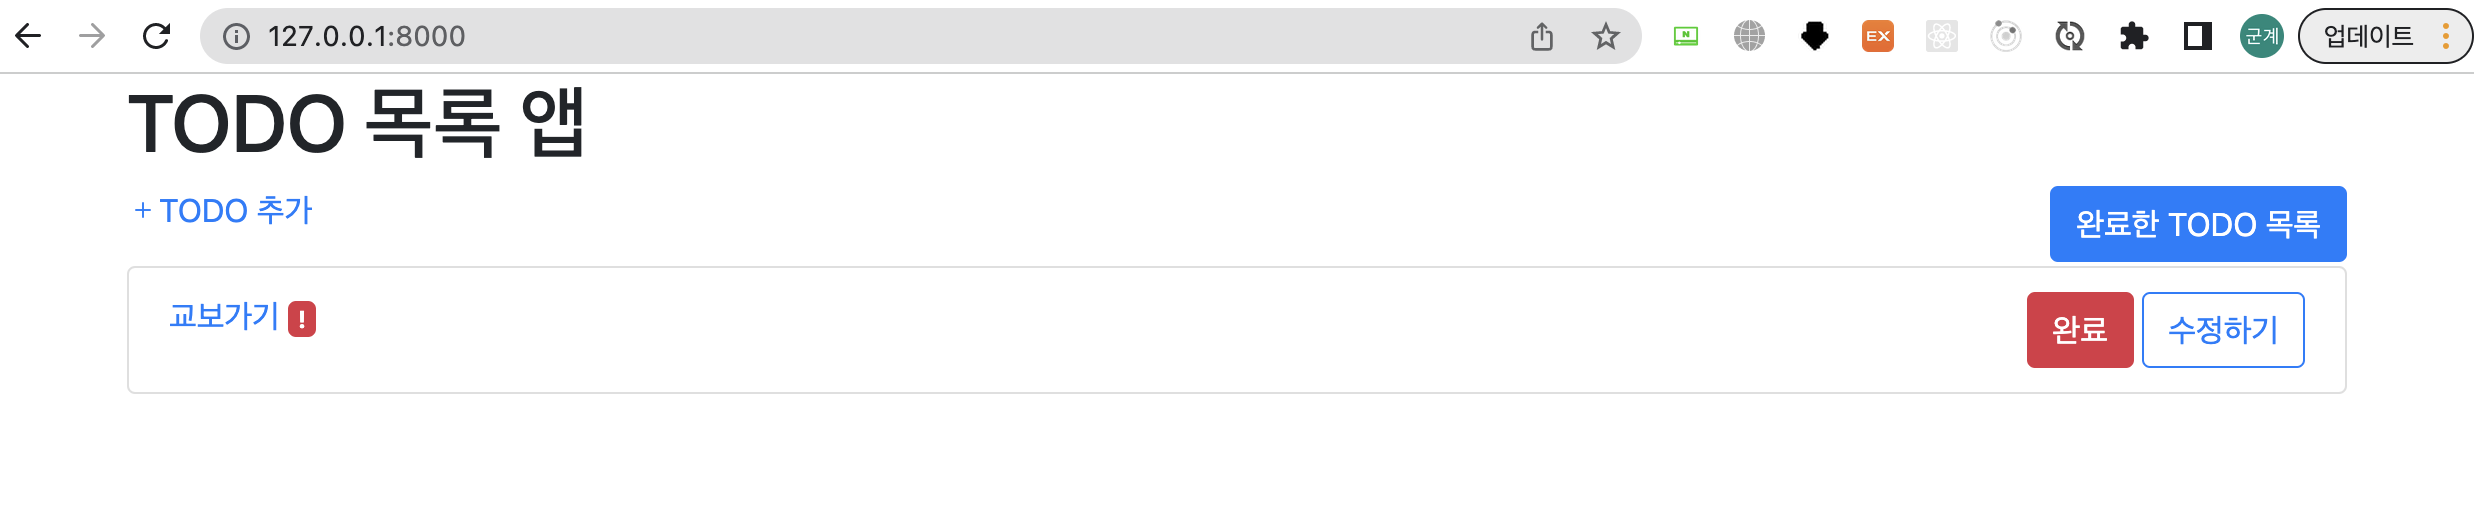 127.0.0.1:8000 N EX 군계 업데이트
TODO 목록 앱
+ TODO 추가
완료한 TODO 목록
교보가기 !
완료 수정하기